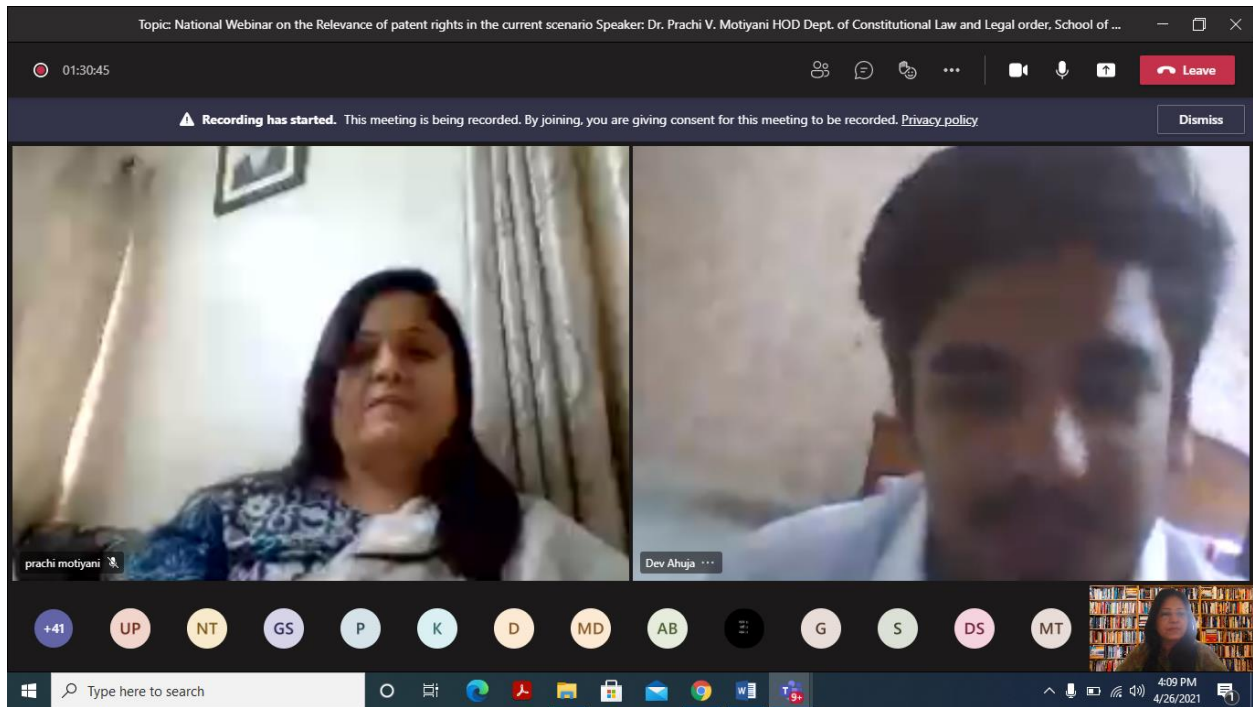 Topic: National Webinar on the Relevance of patent rights in the current scenario Speaker: Dr. Prachi V. Motiyani HOD Dept. of Constitutional Law and Legal order, School of ...
01:30:45
Leave
Recording has started. This meeting is being recorded. By joining, you are giving consent for this meeting to be recorded. Privacy policy
Dismiss
prachi motiyani
Dev Ahuja ...
+41 UP NT GS P K D MD AB G S DS MT
Type here to search
9+
4:09 PM
4/26/2021
1